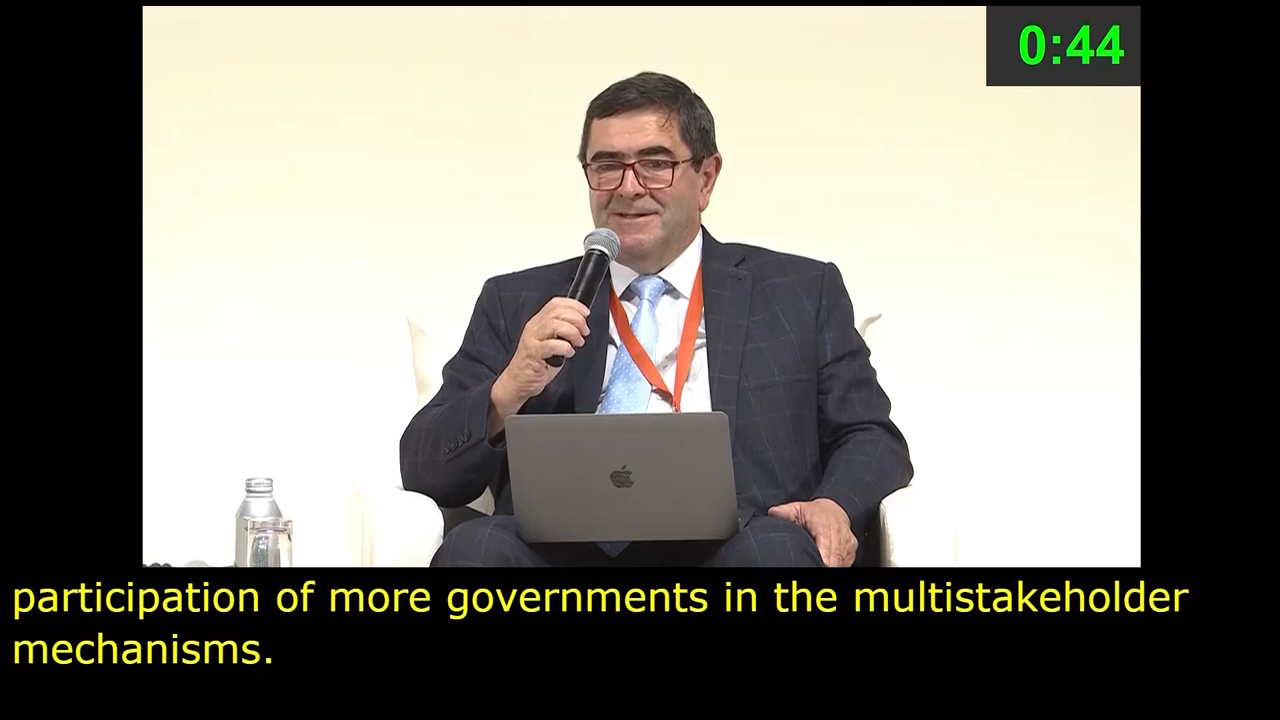 0:44
participation of more governments in the multistakeholder
mechanisms.